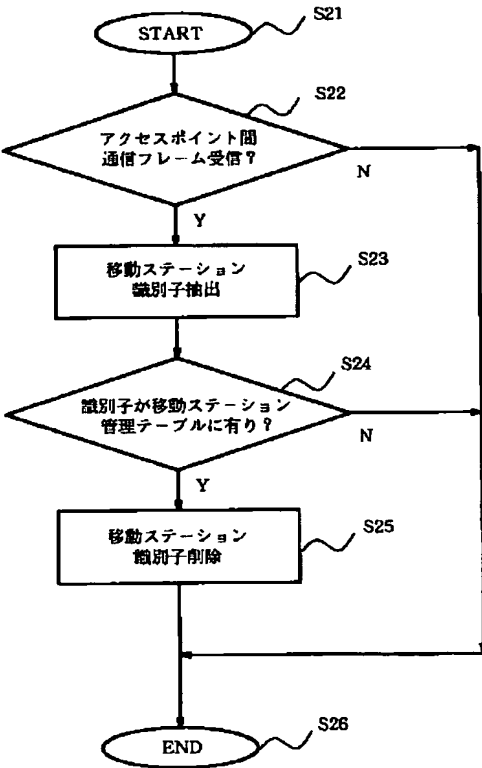 S21
START
S22
アクセスポイント間
通信フレーム受信?
N
Y
移動ステーション
識別子抽出
S23
S24
識別子が移動ステーション
管理テーブルに有り?
N
Y
移動ステーション
識別子削除
S25
S26
END